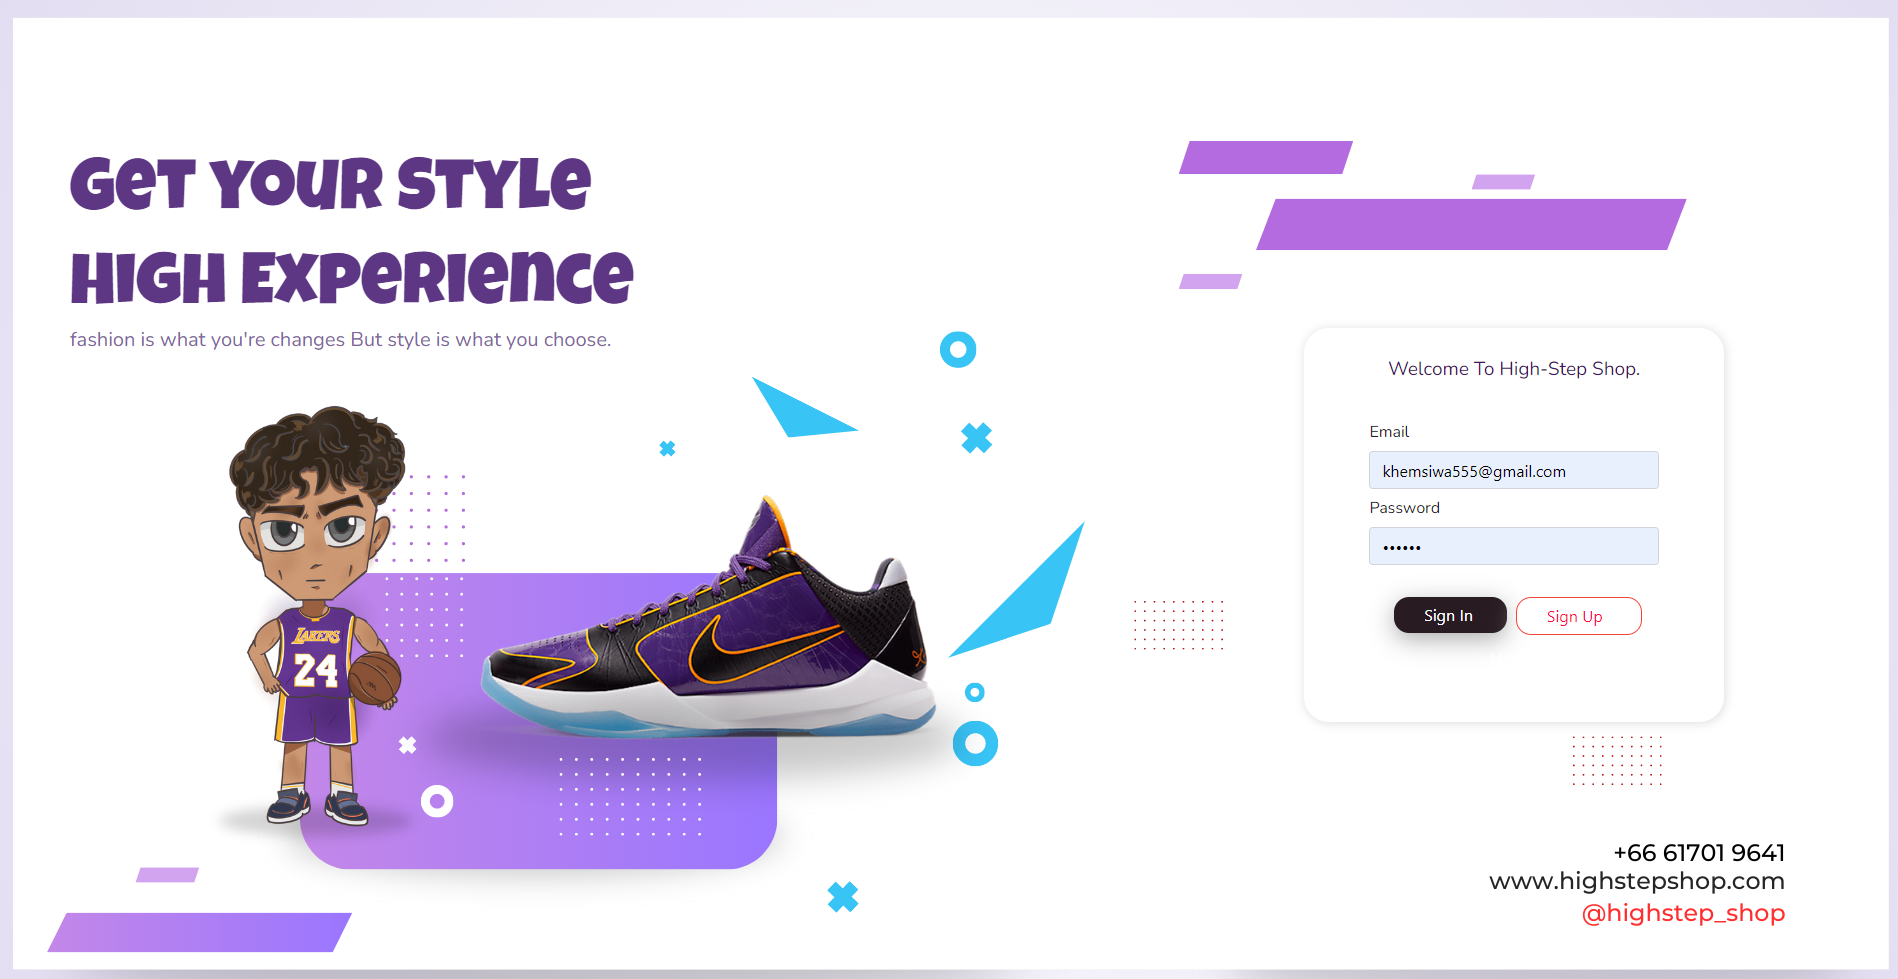 GET YOUR STYLE
HIGH EXPERIENCE
fashion is what you're changes But style is what you choose.
LAKERS
24
Welcome To High-Step Shop.
Email
khemsiwa555@gmail.com
Password
••••••
Sign In
Sign Up
+66 61701 9641
www.highstepshop.com
@highstep_shop